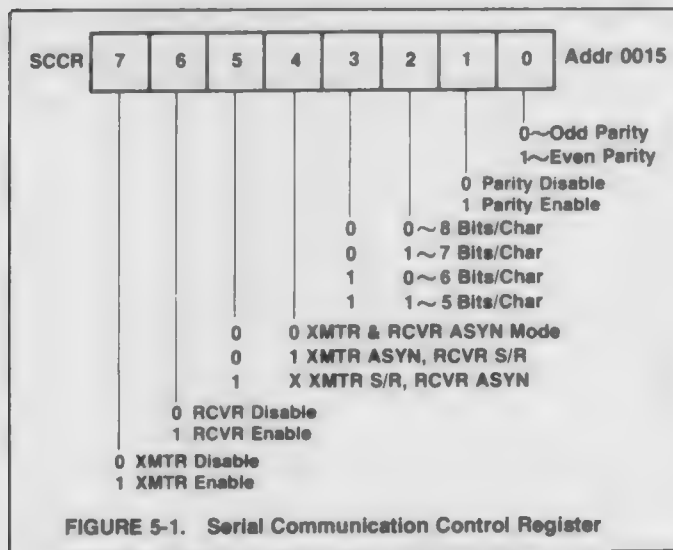 SCCR 7 6 5 4 3 2 1 0 Addr 0015
0~Odd Parity
1~Even Parity
0 Parity Disable
1 Parity Enable
0 0~8 Bits/Char
0 1~7 Bits/Char
1 0~6 Bits/Char
1 1~5 Bits/Char
0 0 XMTR & RCVR ASYN Mode
0 1 XMTR ASYN, RCVR S/R
1 X XMTR S/R, RCVR ASYN
0 RCVR Disable
1 RCVR Enable
0 XMTR Disable
1 XMTR Enable
FIGURE 5-1. Serial Communication Control Register